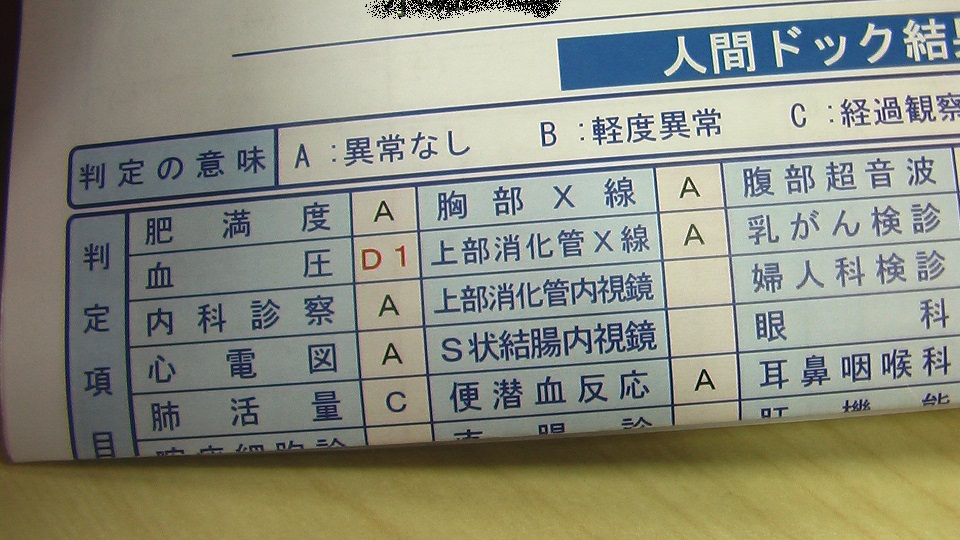 人間ドック結果
判定の意味 A:異常なし B:軽度異常 C:経過観察
判定項目
肥満度 A 胸部X線 A 腹部超音波
血圧 D1 上部消化管X線 A 乳がん検診
内科診察 A 上部消化管内視鏡 婦人科検診
心電図 A S状結腸内視鏡 眼科
肺活量 C 便潜血反応 A 耳鼻咽喉科